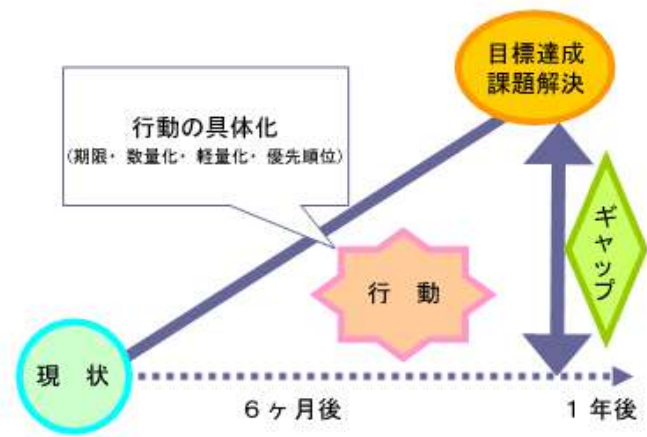 目標達成
課題解決
行動の具体化
(期限・数量化・軽量化・優先順位)
ギャップ
行 動
現 状
6ヶ月後
1年後